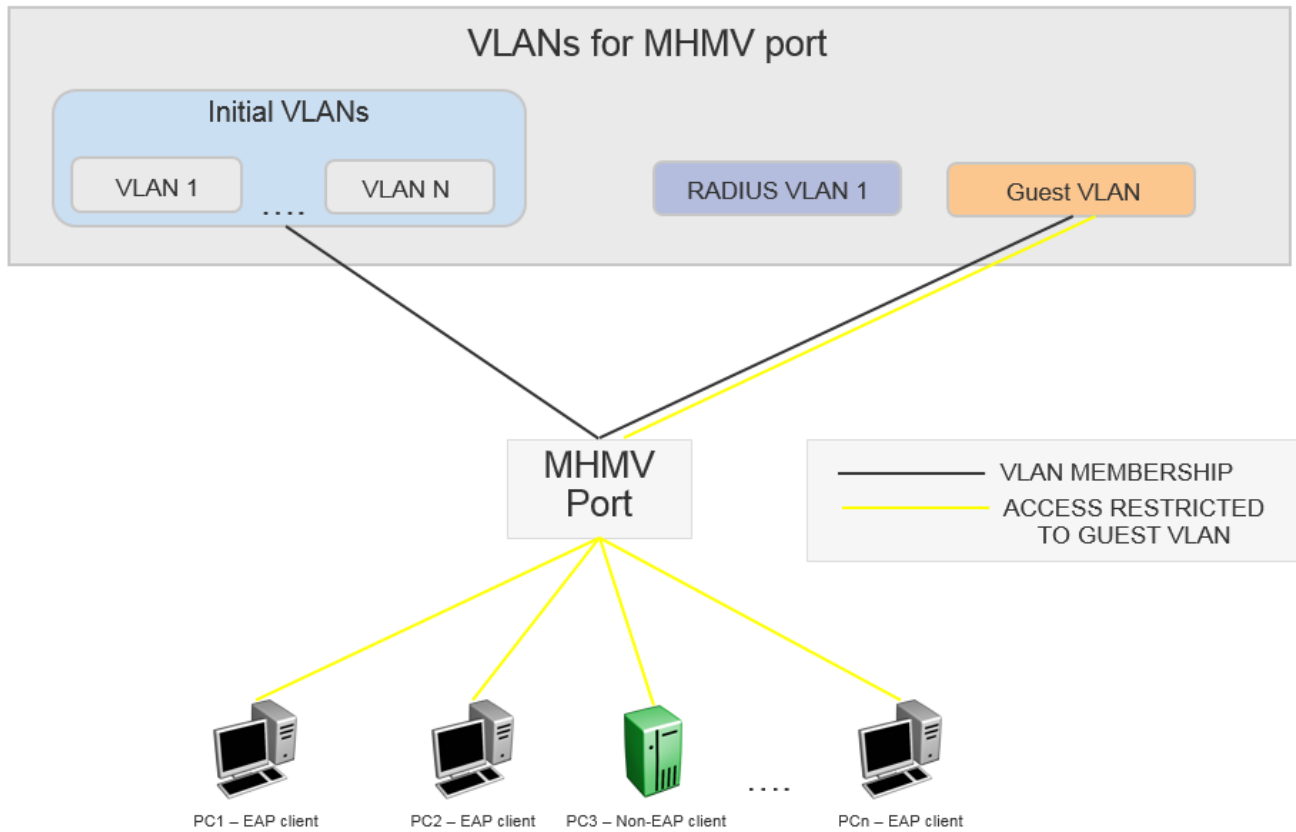 VLANs for MHMV port
Initial VLANs
VLAN 1
....
VLAN N
RADIUS VLAN 1
Guest VLAN
MHMV
Port
VLAN MEMBERSHIP
ACCESS RESTRICTED
TO GUEST VLAN
....
PC1 – EAP client
PC2 – EAP client
PC3 – Non-EAP client
PCn – EAP client